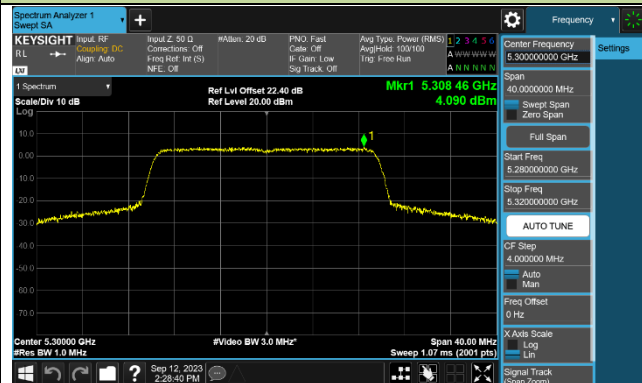 Spectrum Analyzer 1
Swept SA
Frequency
KEYSIGHT
RL
LXI
Input: RF
Coupling: DC
Align: Auto
Input Z: 50 Ω
Corrections: Off
Freq Ref: Int (S)
NFE: Off
#Atten: 20 dB
PNO: Fast
Gate: Off
IF Gain: Low
Sig Track: Off
Avg Type: Power (RMS)
Avg|Hold: 100/100
Trig: Free Run
1 2 3 4 5 6
A W W W W W
A N N N N N
1 Spectrum
Scale/Div 10 dB
Log
Ref Lvl Offset 22.40 dB
Ref Level 20.00 dBm
Mkr1 5.308 46 GHz
4.090 dBm
10.0
0.00
-10.0
-20.0
-30.0
-40.0
-50.0
-60.0
-70.0
1
Center 5.30000 GHz
#Res BW 1.0 MHz
#Video BW 3.0 MHz*
Span 40.00 MHz
Sweep 1.07 ms (2001 pts)
Sep 12, 2023
2:28:40 PM
Center Frequency
5.300000000 GHz
Span
40.0000000 MHz
Swept Span
Zero Span
Full Span
Start Freq
5.280000000 GHz
Stop Freq
5.320000000 GHz
AUTO TUNE
CF Step
4.000000 MHz
Auto
Man
Freq Offset
0 Hz
X Axis Scale
Log
Lin
Signal Track
(Span Zoom)
Settings